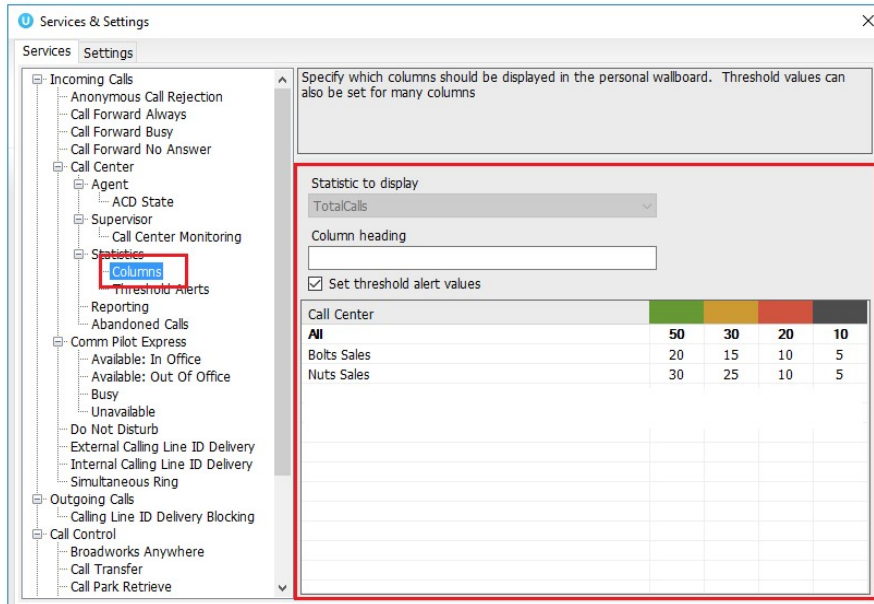 Services & Settings
Services Settings
Incoming Calls
Anonymous Call Rejection
Call Forward Always
Call Forward Busy
Call Forward No Answer
Call Center
Agent
ACD State
Supervisor
Call Center Monitoring
Statistics
Columns
Threshold Alerts
Reporting
Abandoned Calls
Comm Pilot Express
Available: In Office
Available: Out Of Office
Busy
Unavailable
Do Not Disturb
External Calling Line ID Delivery
Internal Calling Line ID Delivery
Simultaneous Ring
Outgoing Calls
Calling Line ID Delivery Blocking
Call Control
Broadworks Anywhere
Call Transfer
Call Park Retrieve
Specify which columns should be displayed in the personal wallboard. Threshold values can
also be set for many columns
Statistic to display
TotalCalls
Column heading
Set threshold alert values
Call Center
All 50 30 20 10
Bolts Sales 20 15 10 5
Nuts Sales 30 25 10 5